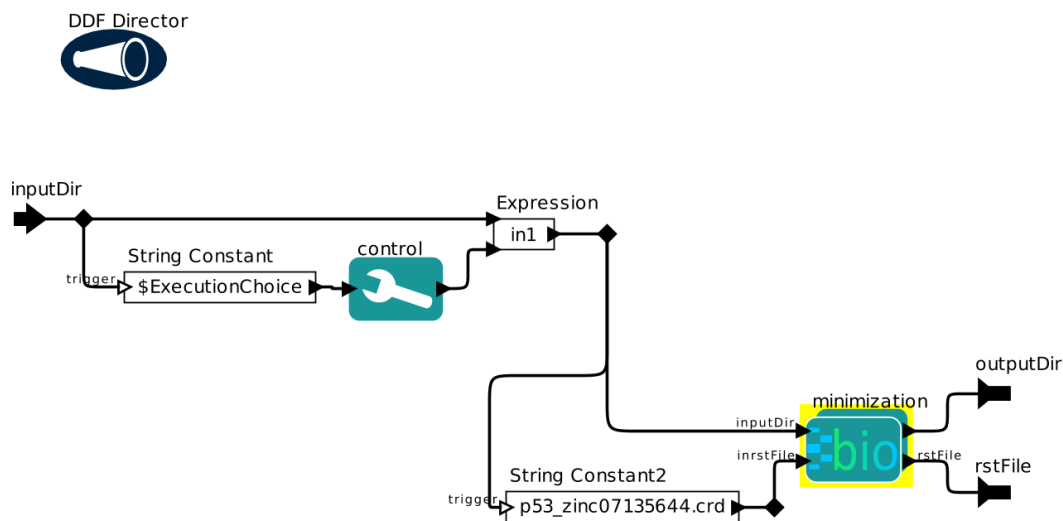 DDF Director
inputDir
Expression
in1
String Constant
control
trigger
$ExecutionChoice
outputDir
minimization
inputDir
bio
inrstFile
rstFile
rstFile
String Constant2
trigger
p53_zinc07135644.crd